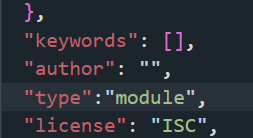 },
"keywords": [],
"author": "",
"type":"module",
"license": "ISC",